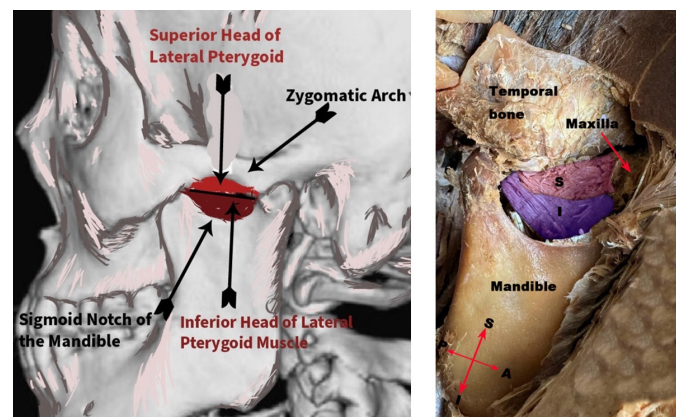 Superior Head of
Lateral Pterygoid
Zygomatic Arch
Sigmoid Notch of
the Mandible
Inferior Head of Lateral
Pterygoid Muscle
Temporal
bone
Maxilla
S
I
Mandible
S
P
A
I